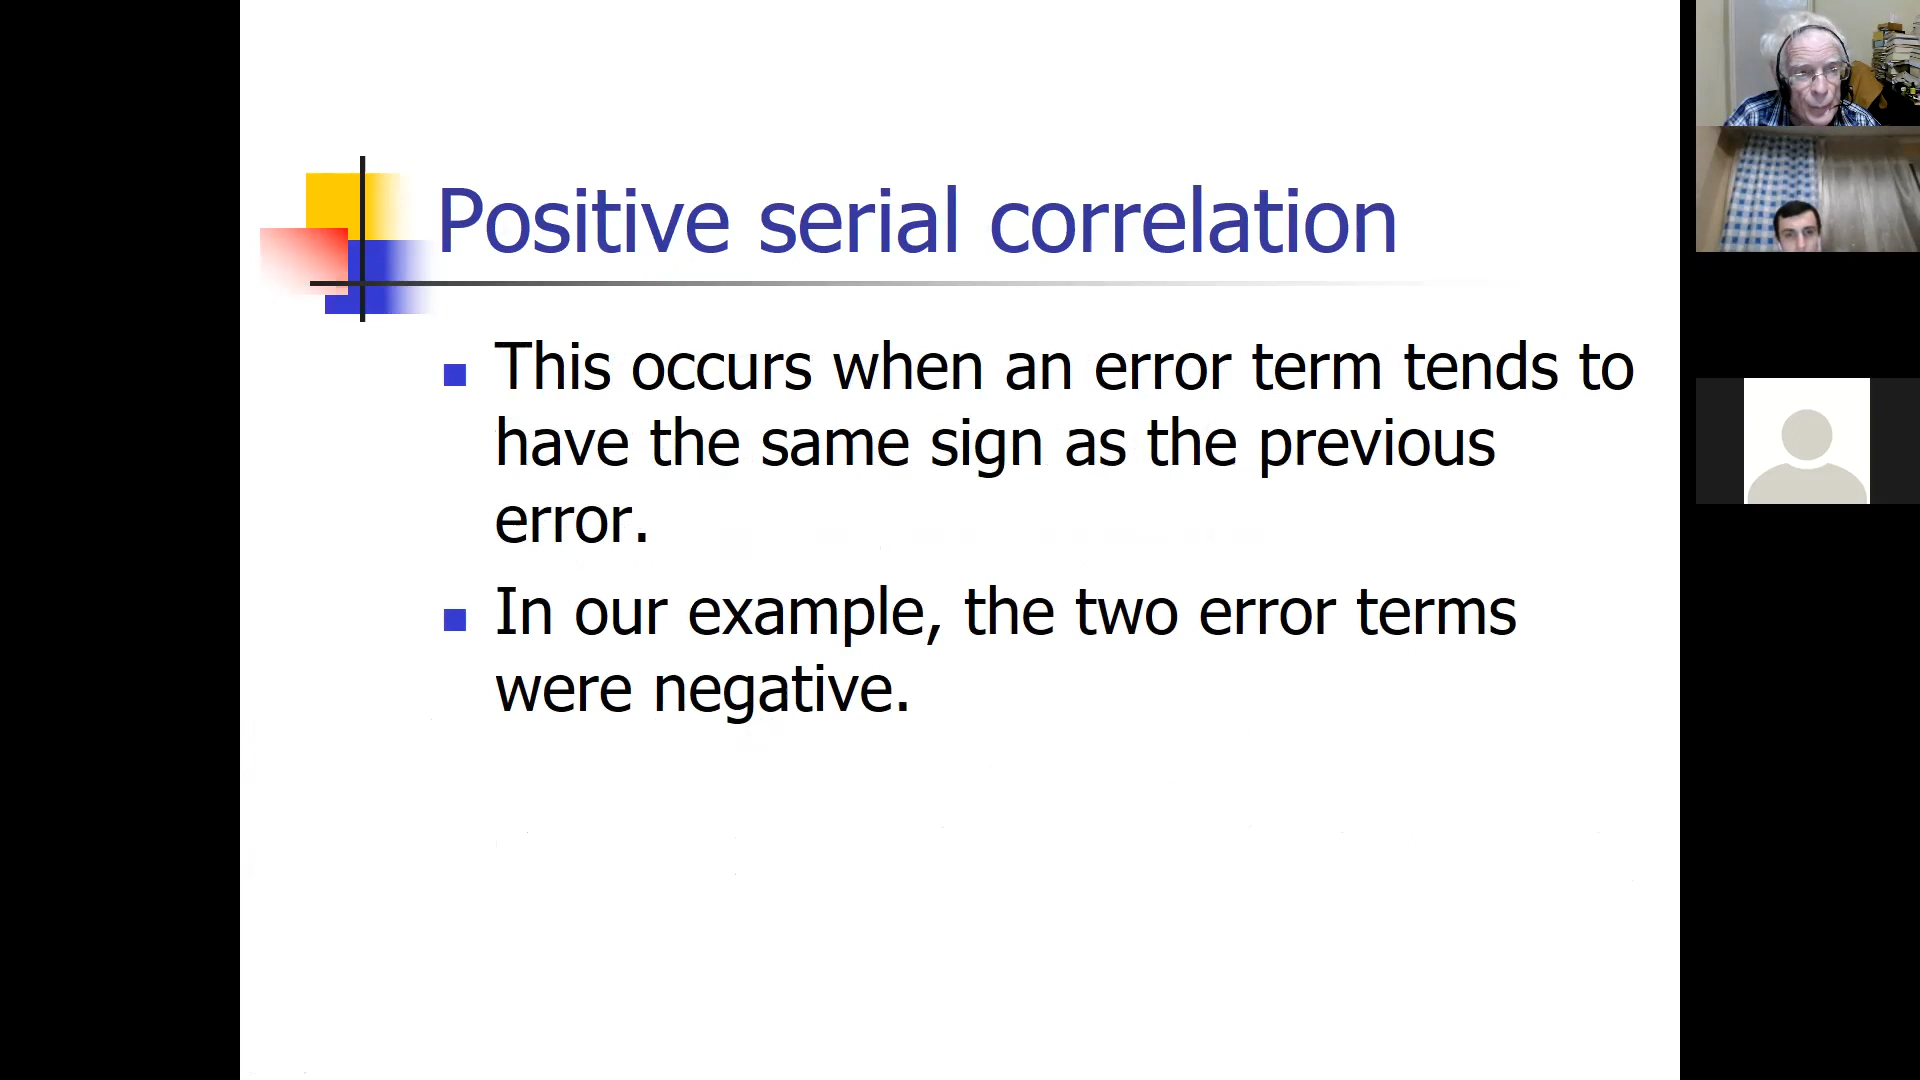 Positive serial correlation
This occurs when an error term tends to
have the same sign as the previous
error.
In our example, the two error terms
were negative.